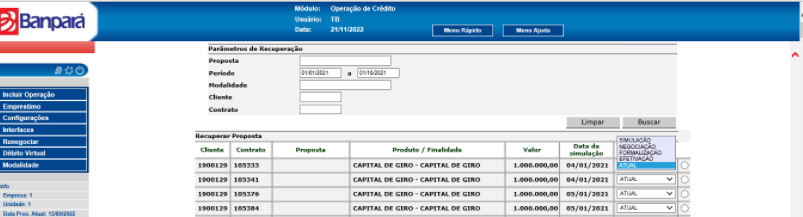 Banpará
Módulo: Operação de Crédito
Usuário: TB
Data: 21/11/2022
Menu Rápido
Menu Ajuda
Incluir Operação
Emprestimo
Configurações
Interfaces
Renegociar
Débito Virtual
Modalidade
Info
Empresa: 1
Unidade: 1
Data Proc. Atual: 15/09/2022
Parâmetros de Recuperação
Proposta
Período 01/01/2021 a 01/10/2021
Modalidade
Cliente
Contrato
Limpar Buscar
Recuperar Proposta
Cliente Contrato Proposta Produto / Finalidade Valor Data da simulação
SIMULAÇÃO
NEGOCIAÇÃO
FORMALIZAÇÃO
EFETIVAÇÃO
ATUAL
1900129 105333 CAPITAL DE GIRO - CAPITAL DE GIRO 1.000.000,00 04/01/2021
1900129 105341 CAPITAL DE GIRO - CAPITAL DE GIRO 1.000.000,00 04/01/2021 ATUAL
1900129 105376 CAPITAL DE GIRO - CAPITAL DE GIRO 1.000.000,00 05/01/2021 ATUAL
1900129 105384 CAPITAL DE GIRO - CAPITAL DE GIRO 1.000.000,00 05/01/2021 ATUAL